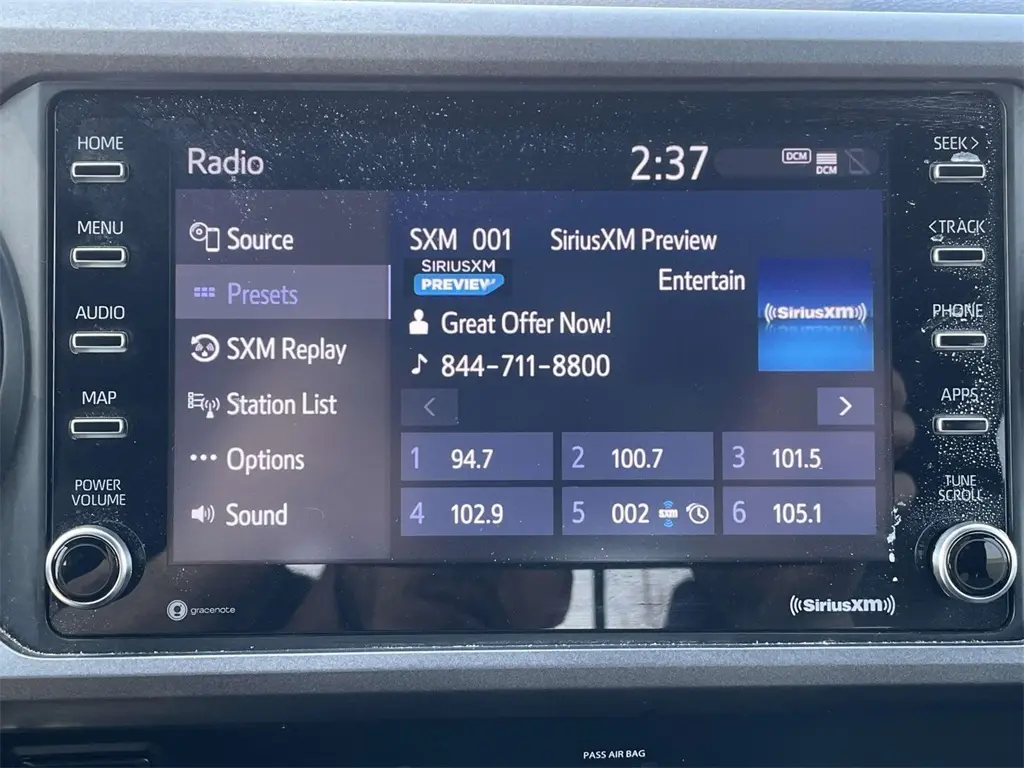 HOME
MENU
AUDIO
MAP
POWER
VOLUME
Radio
2:37
DCM
DCM
Source
Presets
SXM Replay
Station List
Options
Sound
SXM 001 SiriusXM Preview
SIRIUSXM
PREVIEW
Entertain
Great Offer Now!
844-711-8800
((SiriusXM))
< >
1 94.7 2 100.7 3 101.5
4 102.9 5 002 SXM 6 105.1
SEEK>
<TRACK
PHONE
APPS
TUNE
SCROLL
gracenote
((SiriusXM))
PASS AIR BAG